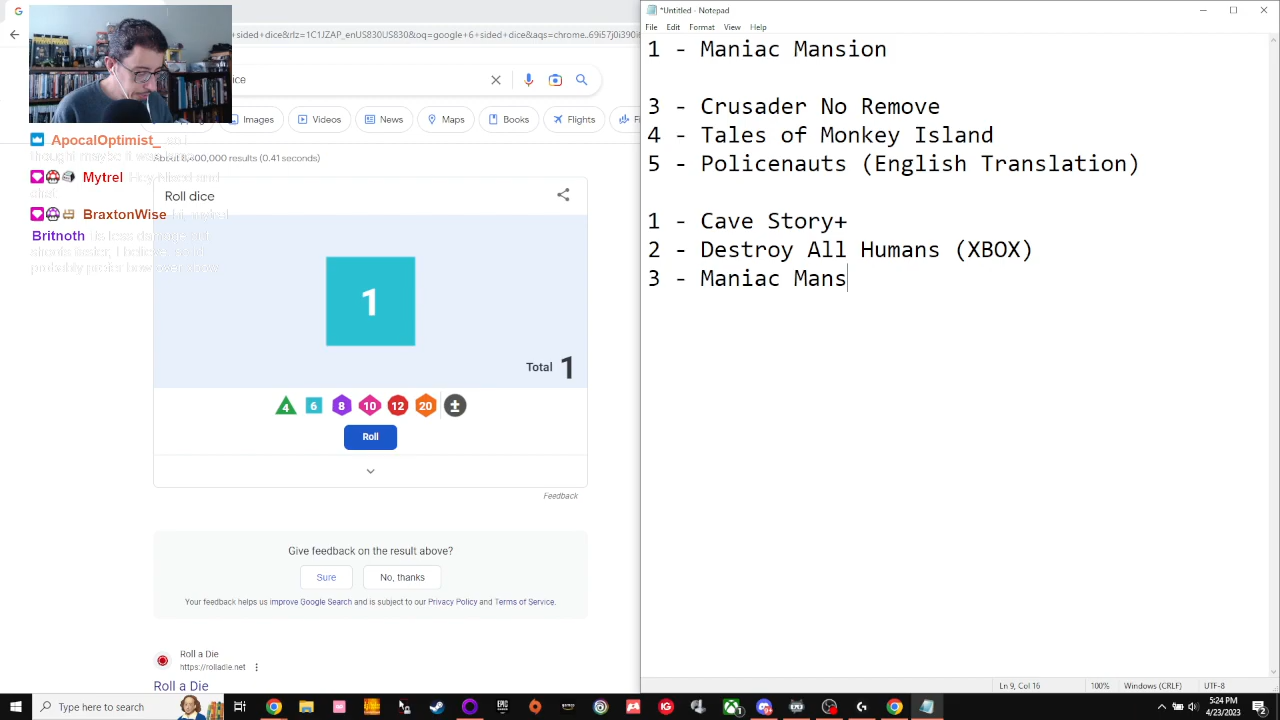 *Untitled - Notepad
File Edit Format View Help
1 - Maniac Mansion
3 - Crusader No Remove
4 - Tales of Monkey Island
5 - Policenauts (English Translation)
1 - Cave Story+
2 - Destroy All Humans (XBOX)
3 - Maniac Mans
Ln 9, Col 16 100% Windows (CRLF) UTF-8
ice
Images Videos News Maps Books Flights
(0.41 seconds)
ApocalOptimist_
Mytrel
BraxtonWise
Britnoth
Roll dice
1
Total 1
4 6 8 10 12 20 ±
Roll
Feedback
Give feedback on the result above?
Sure No, thanks
Your feedback helps us improve Google Search and is subject to our Privacy Policy and Terms of Service.
Roll a Die
https://rolladie.net
Roll a Die
Type here to search
5:24 PM
4/23/2023